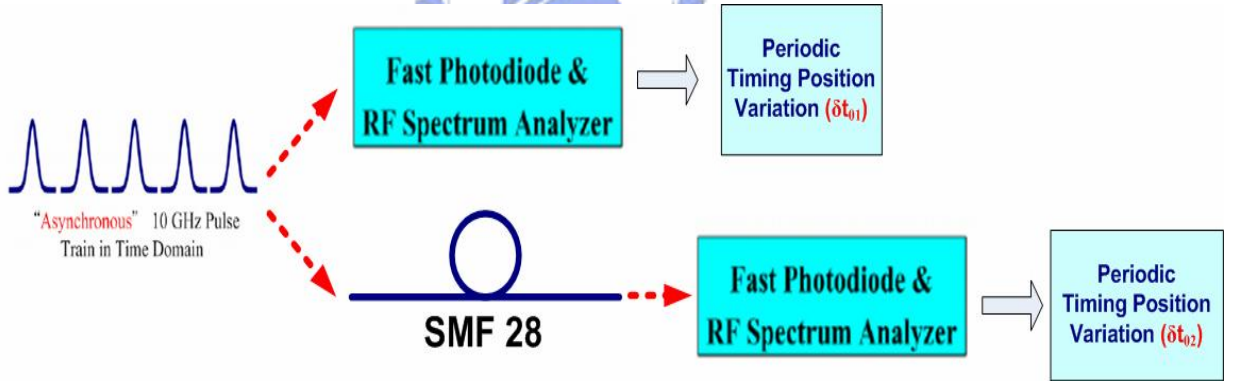 Fast Photodiode &
RF Spectrum Analyzer
Periodic
Timing Position
Variation (δt₀₁)
"Asynchronous" 10 GHz Pulse
Train in Time Domain
SMF 28
Fast Photodiode &
RF Spectrum Analyzer
Periodic
Timing Position
Variation (δt₀₂)